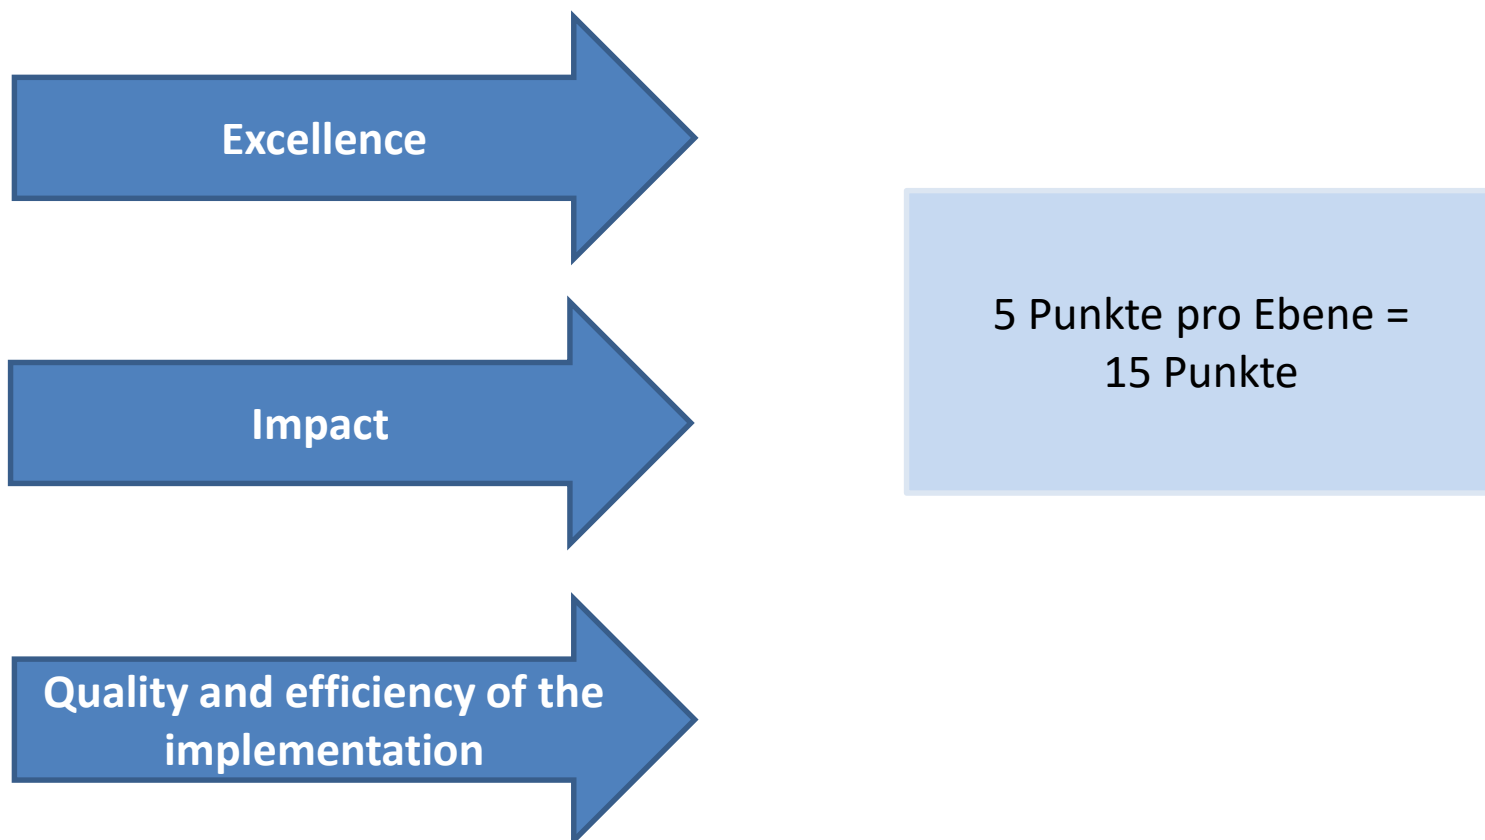 Excellence
Impact
Quality and efficiency of the
implementation
5 Punkte pro Ebene =
15 Punkte